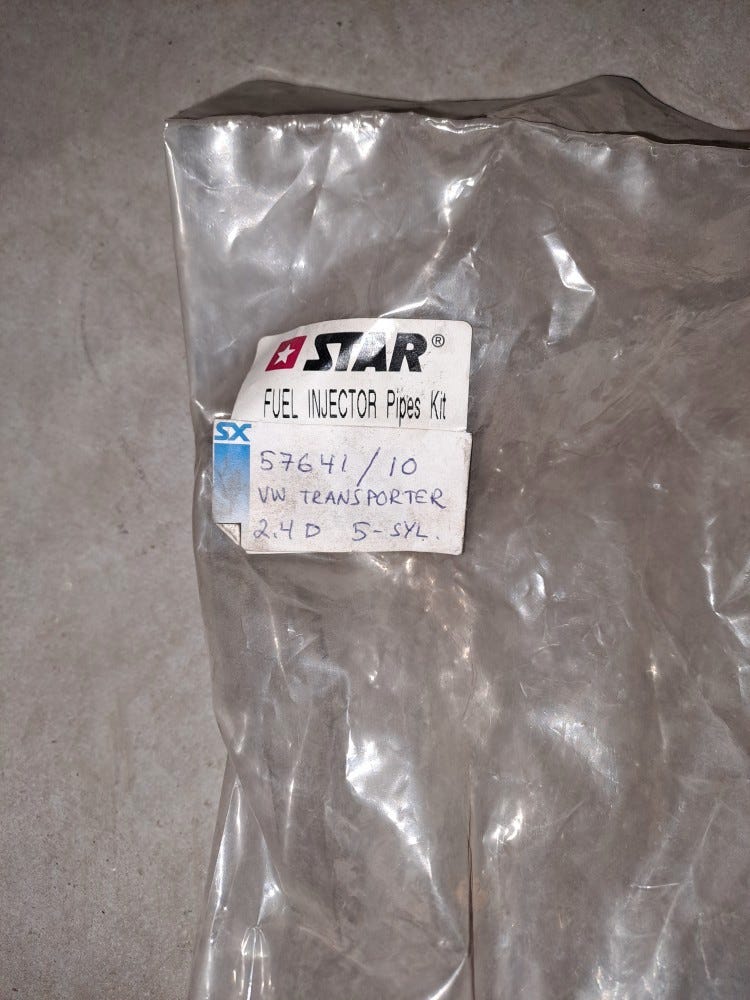 STAR®
FUEL INJECTOR Pipes Kit
SX
57641/10
VW TRANSPORTER
2.4 D 5-SYL.